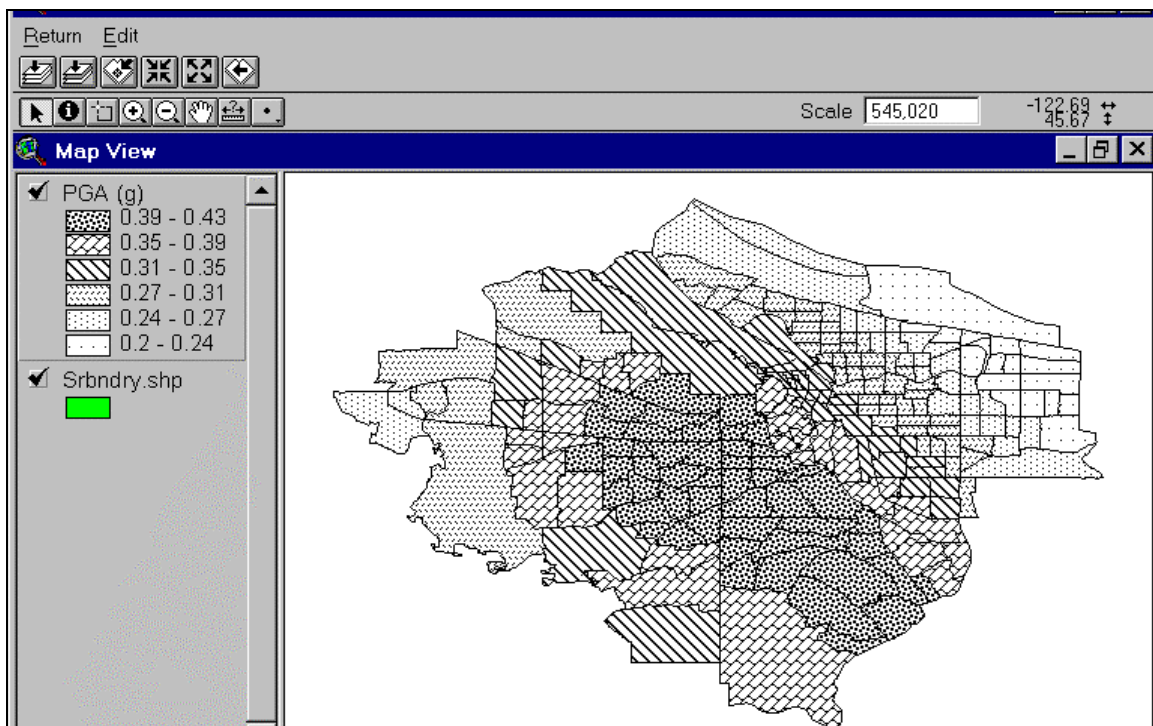 Return Edit
Scale 545,020 -122.69
45.67
Map View
PGA (g)
0.39 - 0.43
0.35 - 0.39
0.31 - 0.35
0.27 - 0.31
0.24 - 0.27
0.2 - 0.24
Srbndry.shp